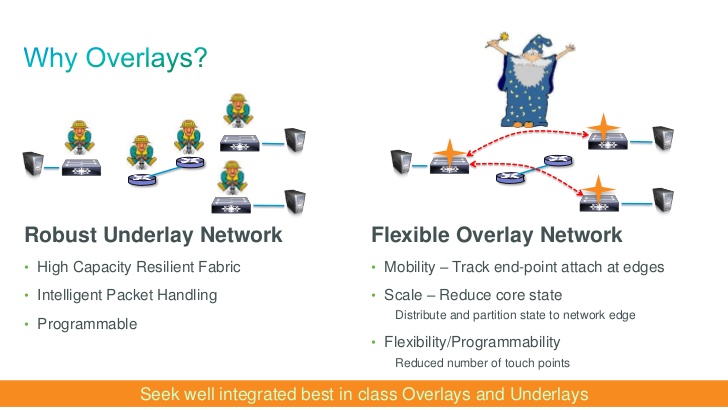 Why Overlays?
Robust Underlay Network
• High Capacity Resilient Fabric
• Intelligent Packet Handling
• Programmable
Flexible Overlay Network
• Mobility – Track end-point attach at edges
• Scale – Reduce core state
Distribute and partition state to network edge
• Flexibility/Programmability
Reduced number of touch points
Seek well integrated best in class Overlays and Underlays